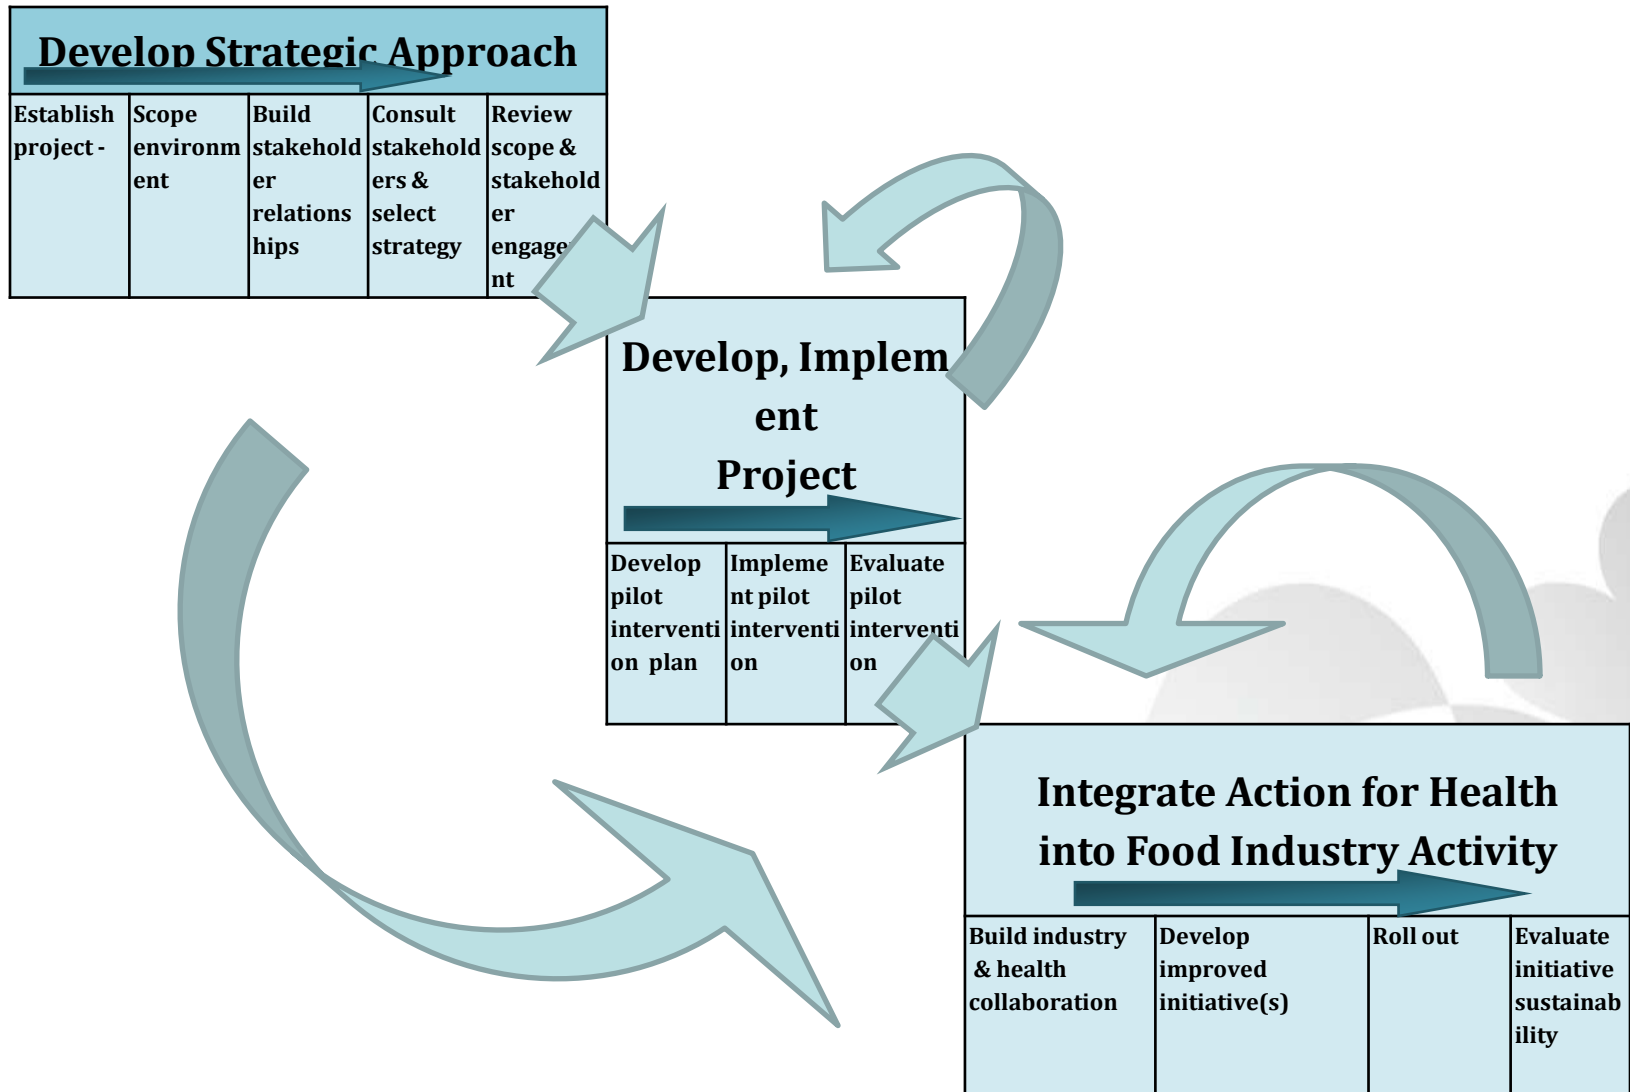 Develop Strategic Approach
Establish
project -
Scope
environm
ent
Build
stakehold
er
relations
hips
Consult
stakehold
ers &
select
strategy
Review
scope &
stakehold
er
engage
nt
Develop, Implem
ent
Project
Develop
pilot
interventi
on plan
Impleme
nt pilot
interventi
on
Evaluate
pilot
interventi
on
Integrate Action for Health
into Food Industry Activity
Build industry
& health
collaboration
Develop
improved
initiative(s)
Roll out
Evaluate
initiative
sustainab
ility